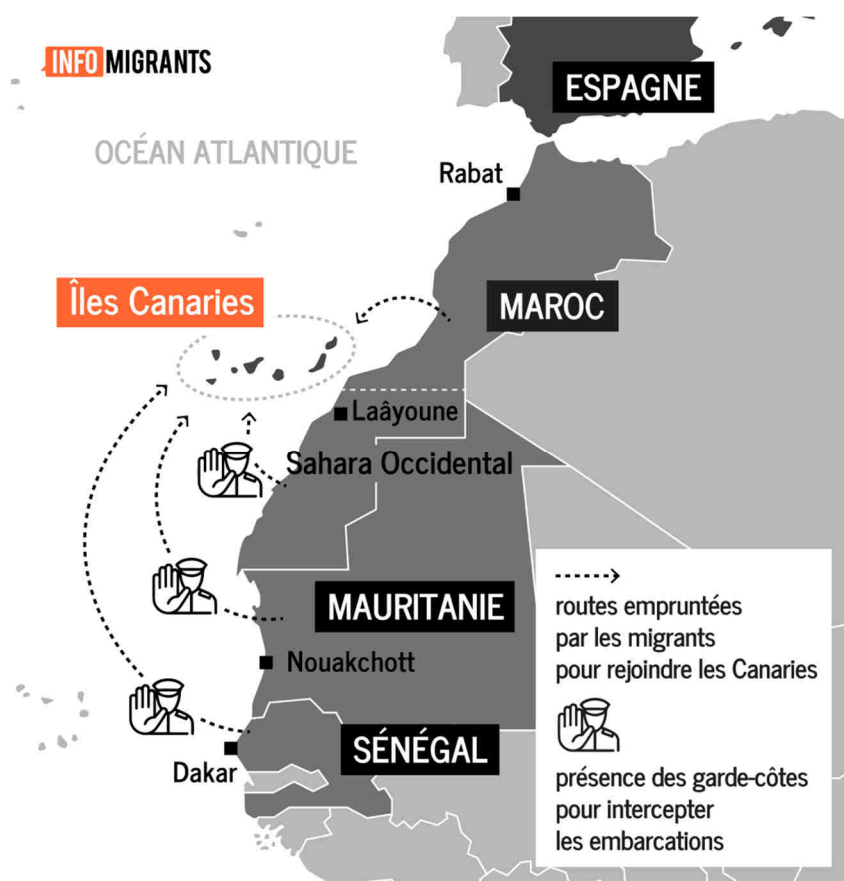 INFO MIGRANTS
ESPAGNE
OCÉAN ATLANTIQUE
Rabat
Îles Canaries
MAROC
Laâyoune
Sahara Occidental
MAURITANIE
Nouakchott
SÉNÉGAL
Dakar
routes empruntées
par les migrants
pour rejoindre les Canaries
présence des garde-côtes
pour intercepter
les embarcations